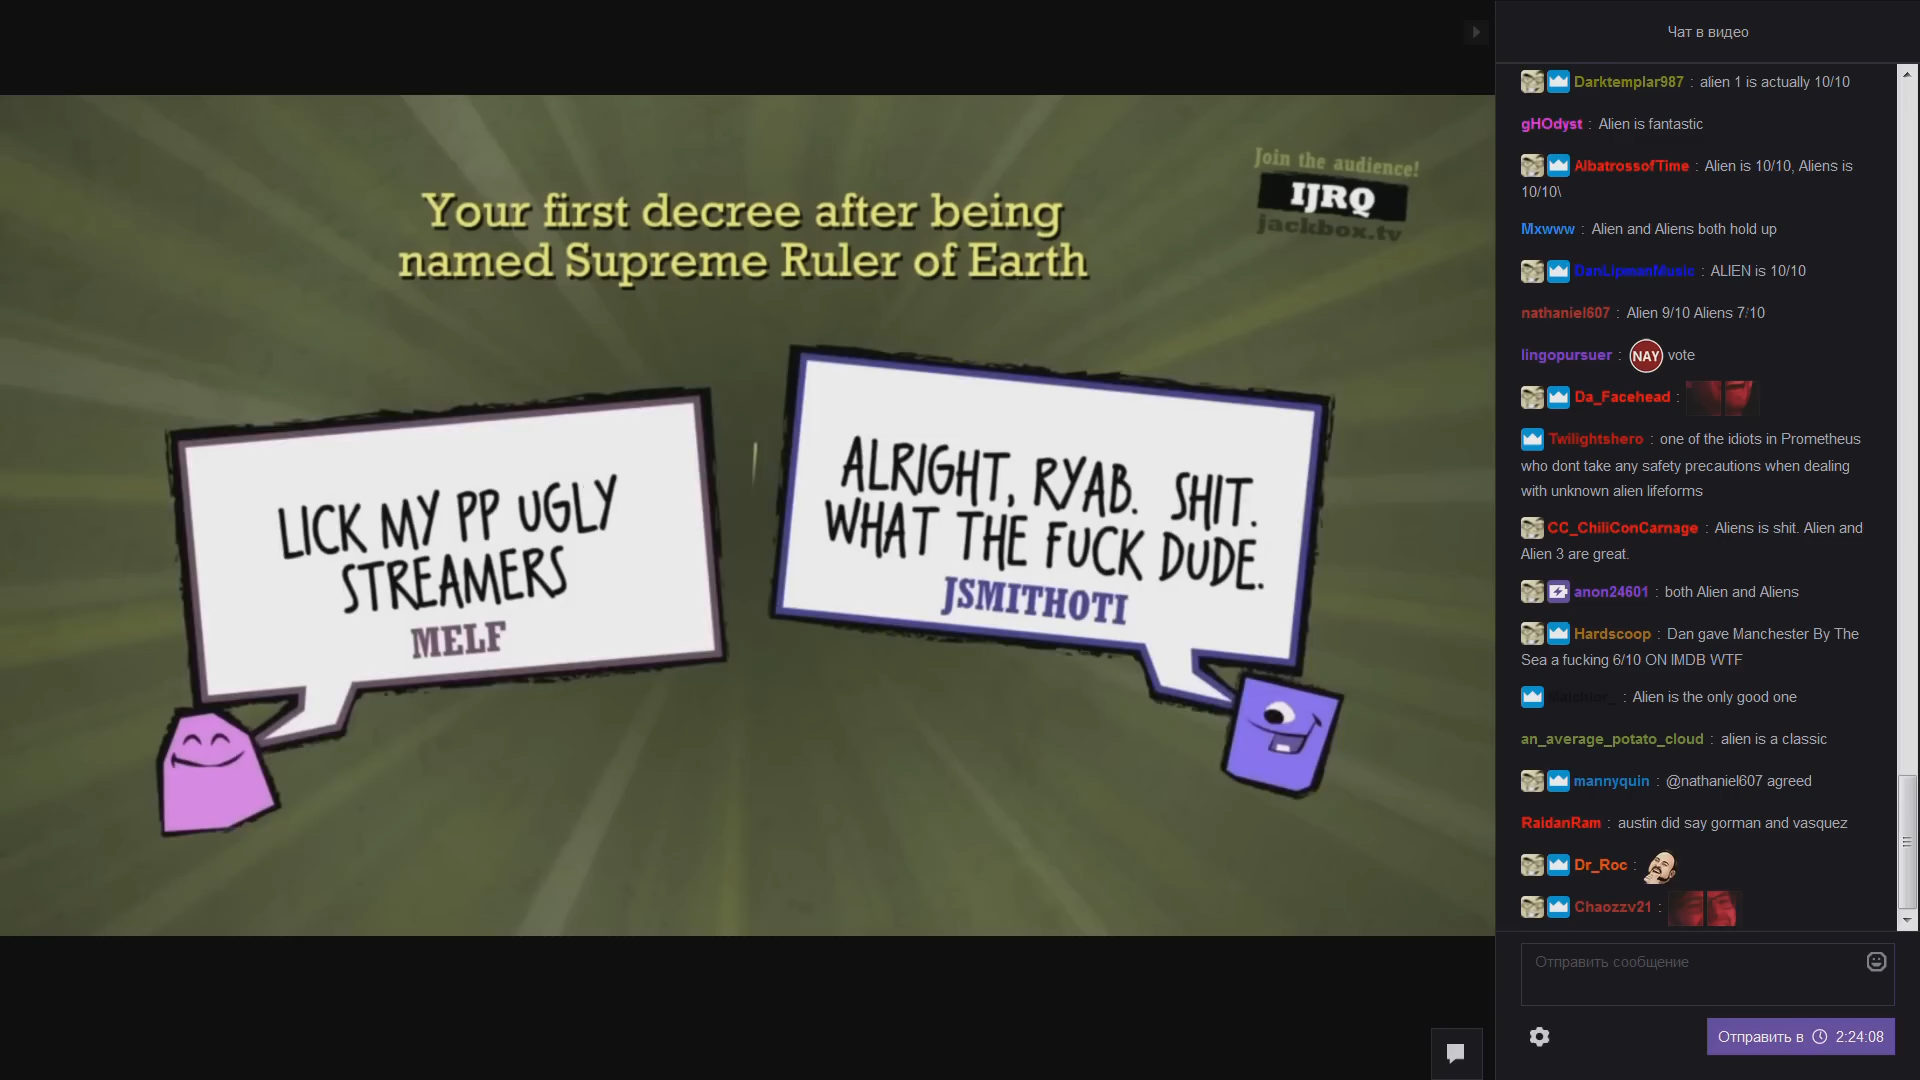 Your first decree after being
named Supreme Ruler of Earth
Join the audience!
IJRQ
jackbox.tv
LICK MY PP UGLY
STREAMERS
MELF
ALRIGHT, RYAB.  SHIT.
WHAT THE FUCK DUDE.
JSMITHOTI
Чат в видео
Darktemplar987 : alien 1 is actually 10/10
gHOdyst : Alien is fantastic
AlbatrossofTime : Alien is 10/10, Aliens is
10/10\
Mxwww : Alien and Aliens both hold up
DanLipmanMusic : ALIEN is 10/10
nathaniel607 : Alien 9/10 Aliens 7/10
lingopursuer : NAY vote
Da_Facehead :
Twilightshero : one of the idiots in Prometheus
who dont take any safety precautions when dealing
with unknown alien lifeforms
CC_ChiliConCarnage : Aliens is shit. Alien and
Alien 3 are great.
anon24601 : both Alien and Aliens
Hardscoop : Dan gave Manchester By The
Sea a fucking 6/10 ON IMDB WTF
: Alien is the only good one
an_average_potato_cloud : alien is a classic
mannyquin : @nathaniel607 agreed
RaidanRam : austin did say gorman and vasquez
Dr_Roc :
Chaozzv21 :
Отправить сообщение
Отправить в 2:24:08